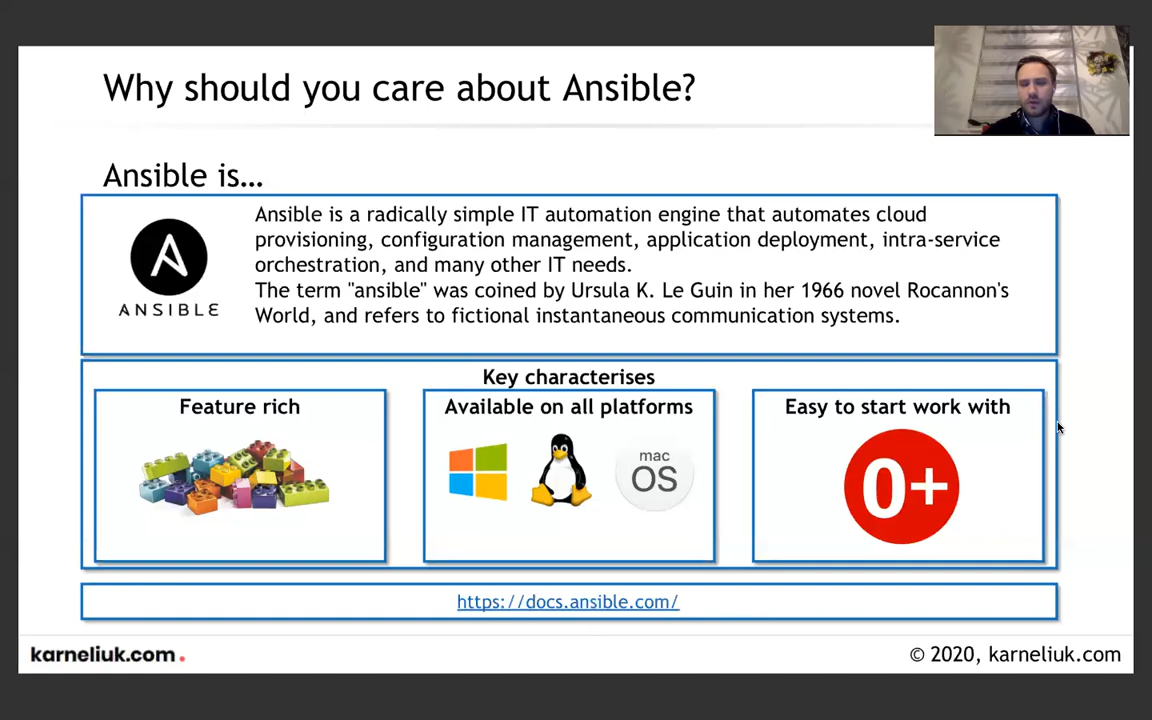 Why should you care about Ansible?
Ansible is...
Ansible is a radically simple IT automation engine that automates cloud
provisioning, configuration management, application deployment, intra-service
orchestration, and many other IT needs.
The term "ansible" was coined by Ursula K. Le Guin in her 1966 novel Rocannon's
World, and refers to fictional instantaneous communication systems.
ANSIBLE
Key characterises
Feature rich
Available on all platforms
mac
OS
Easy to start work with
0+
https://docs.ansible.com/
karneliuk.com.
© 2020, karneliuk.com